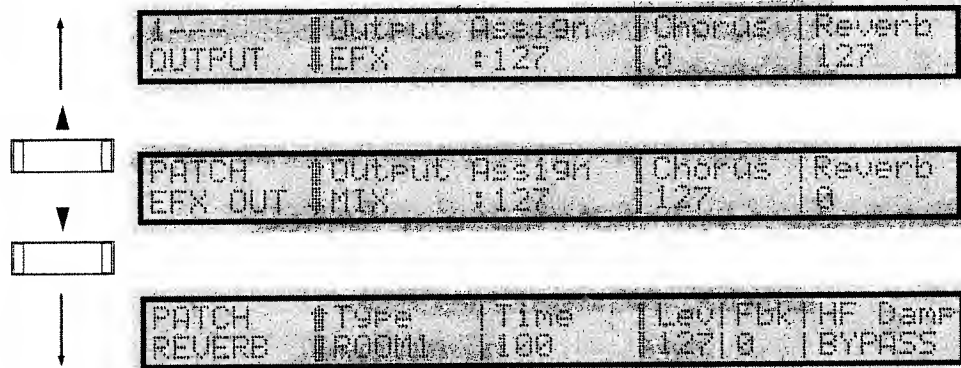 1--- Output Assign Chorus Reverb
OUTPUT EFX :127 0 127
PATCH Output Assign Chorus Reverb
EFX OUT MIX :127 127 0
PATCH Type Time Lev Fbk HF Damp
REVERB ROOM1 100 127 0 BYPASS